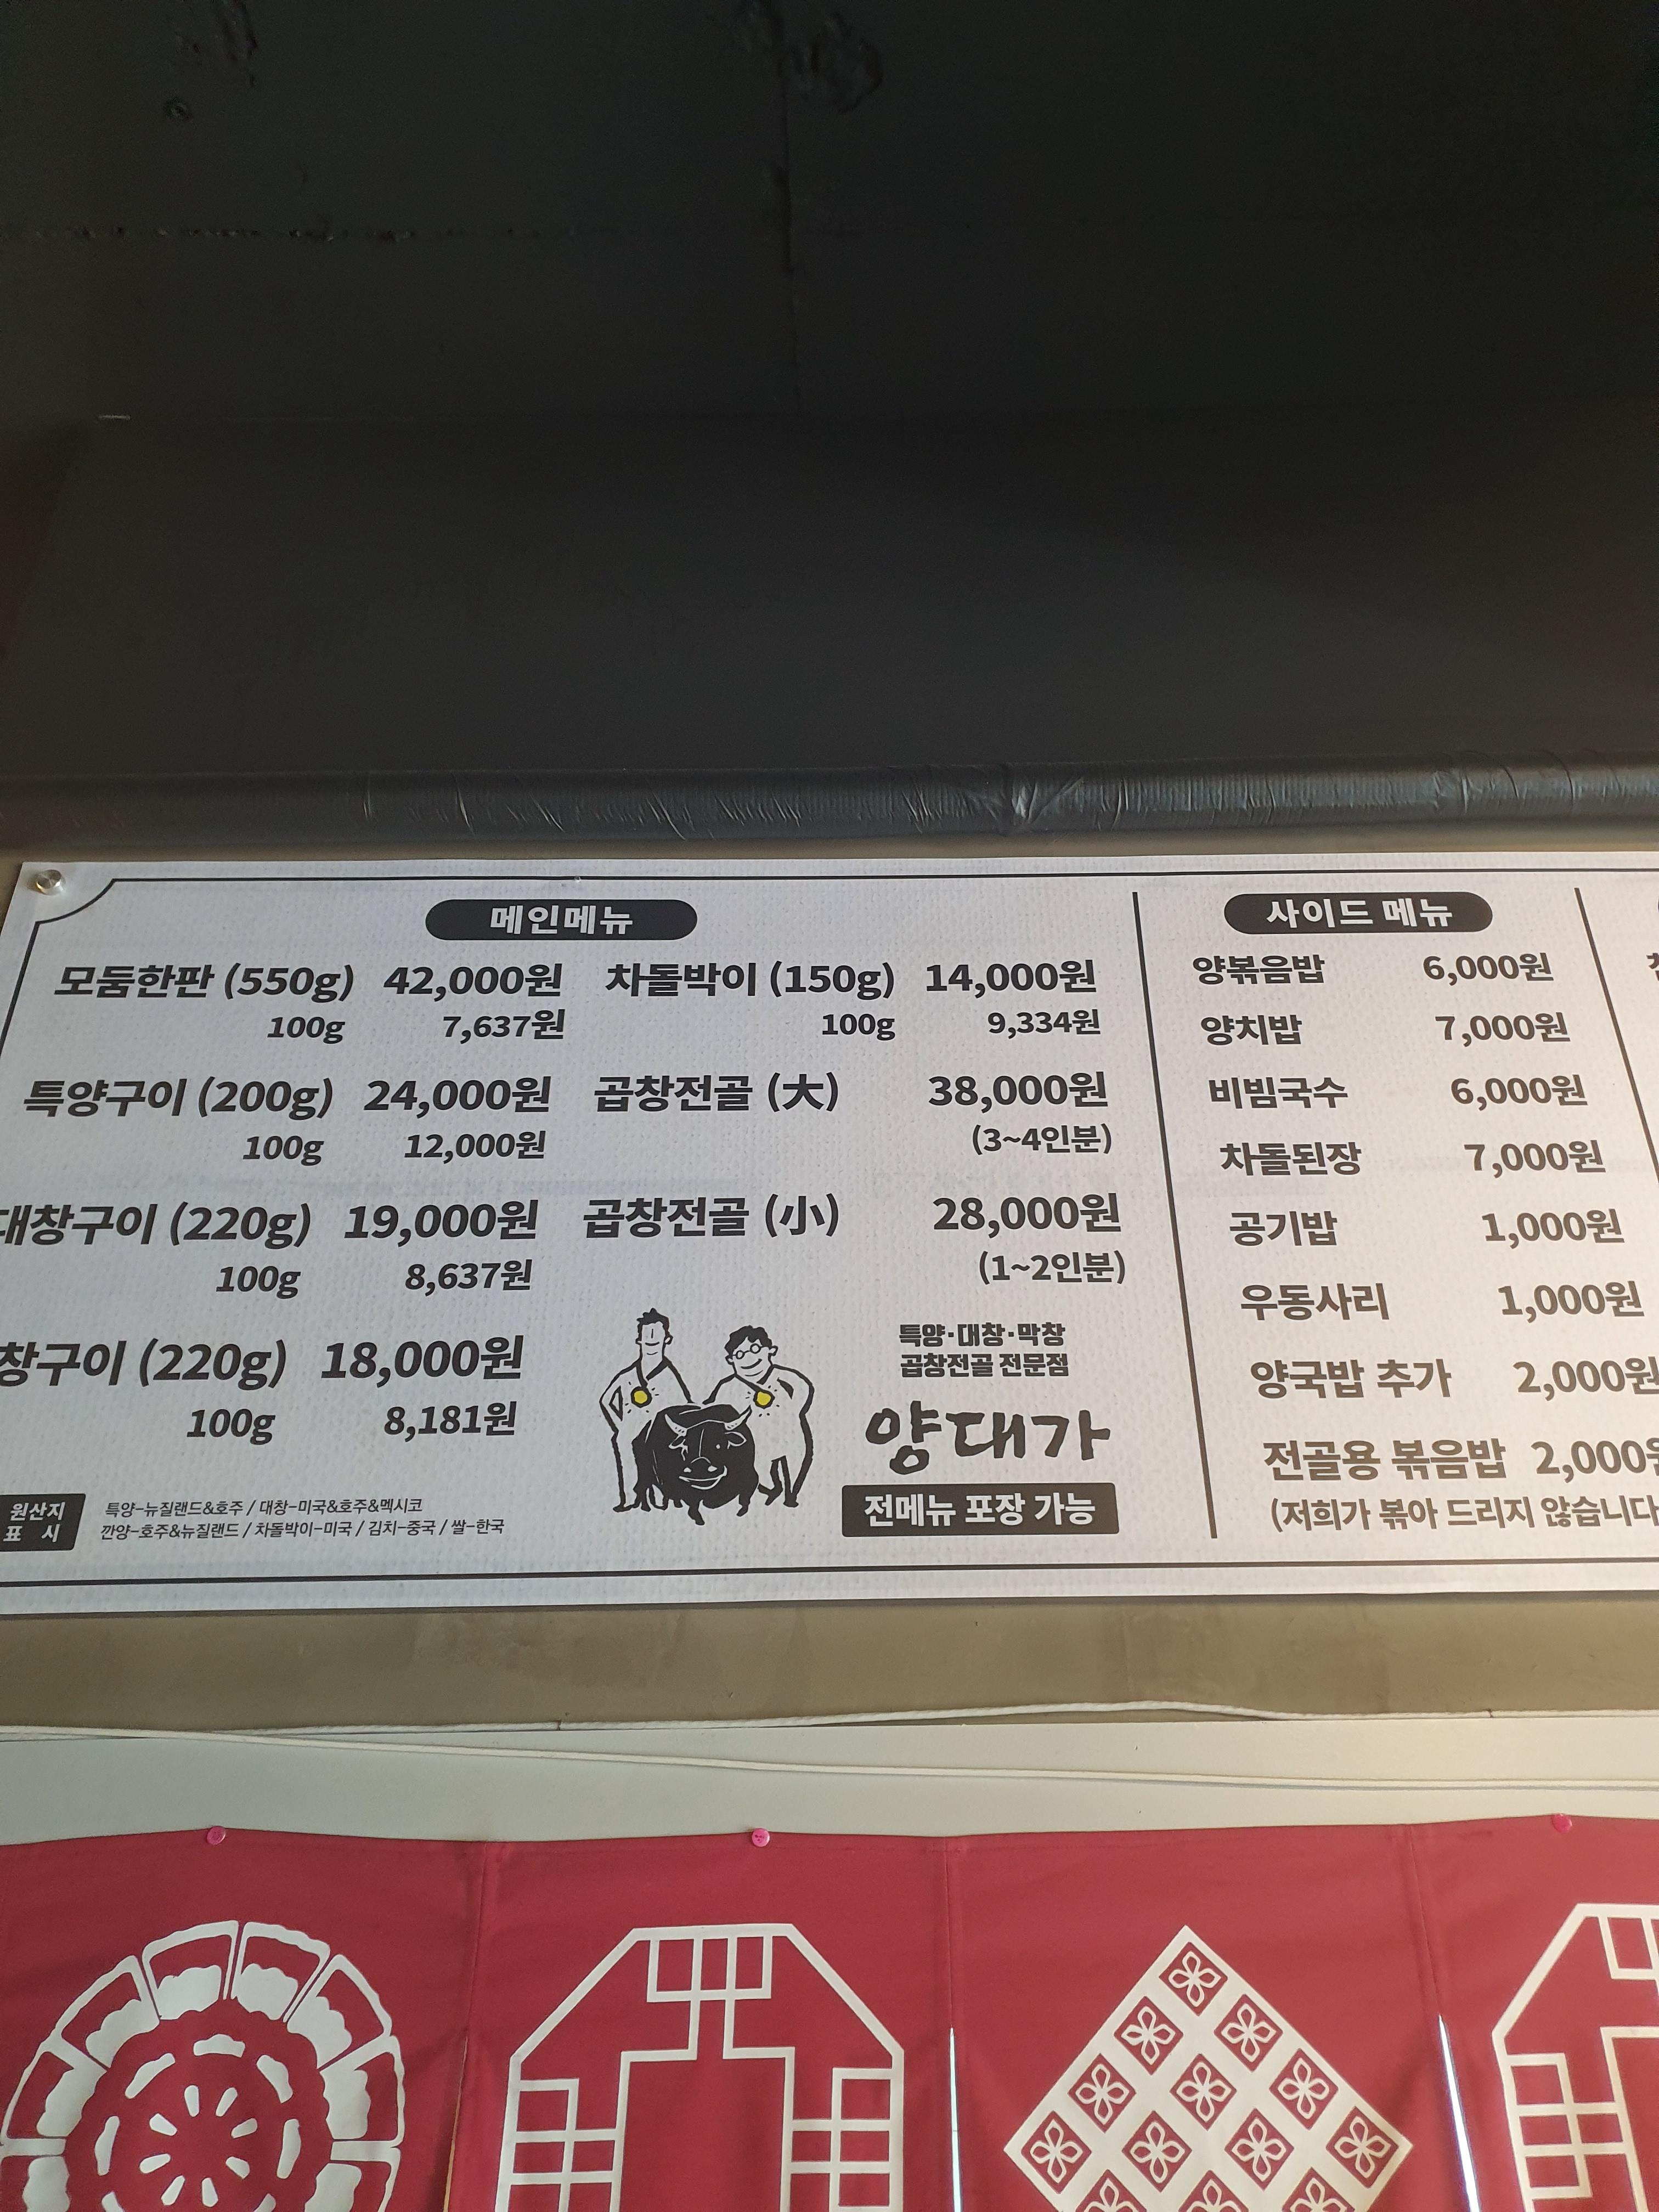 메인메뉴
모둠한판 (550g) 42,000원
100g 7,637원
특양구이 (200g) 24,000원
100g 12,000원
대창구이 (220g) 19,000원
100g 8,637원
창구이 (220g) 18,000원
100g 8,181원
차돌박이 (150g) 14,000원
100g 9,334원
곱창전골 (大) 38,000원
(3~4인분)
곱창전골 (小) 28,000원
(1~2인분)
특양·대창·막창
곱창전골 전문점
양대가
전메뉴 포장 가능
원산지
표 시
특양-뉴질랜드&호주 / 대창-미국&호주&멕시코
깐양-호주&뉴질랜드 / 차돌박이-미국 / 김치-중국 / 쌀-한국
사이드 메뉴
양볶음밥 6,000원
양치밥 7,000원
비빔국수 6,000원
차돌된장 7,000원
공기밥 1,000원
우동사리 1,000원
양국밥 추가 2,000원
전골용 볶음밥 2,000원
(저희가 볶아 드리지 않습니다